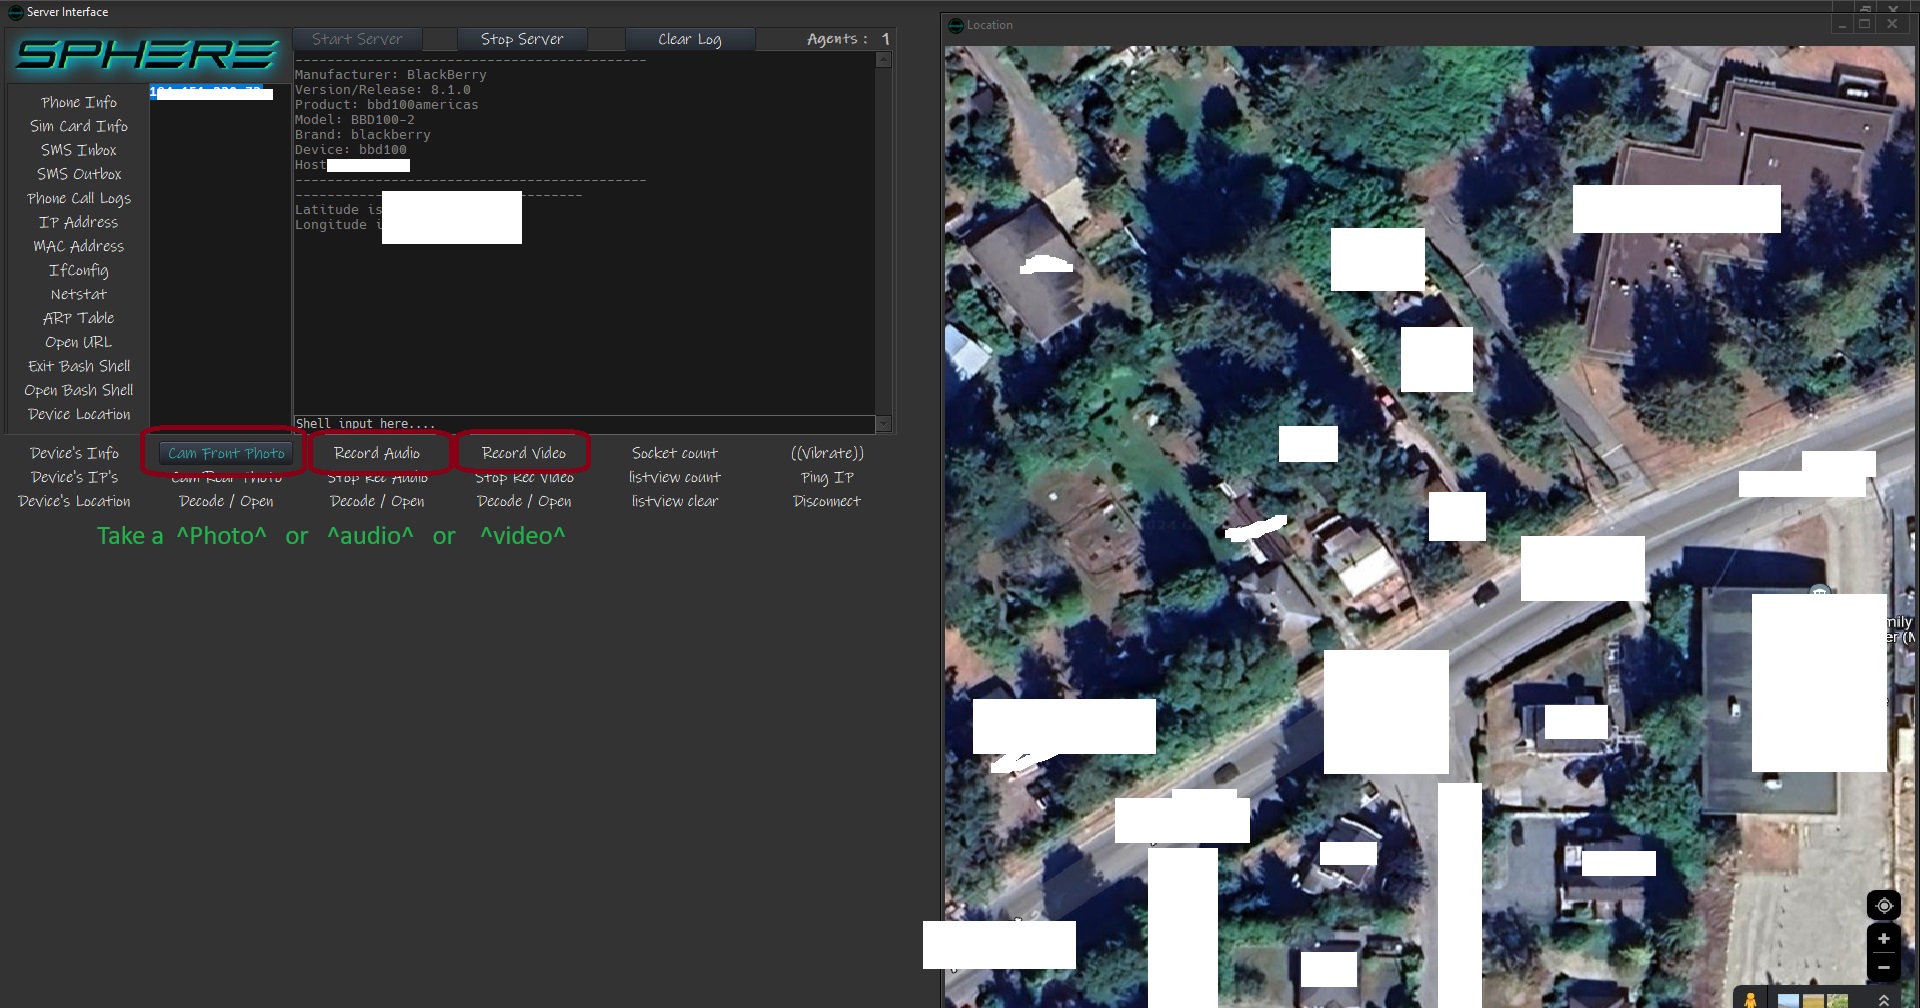 Server Interface
SPHERE
Start Server
Stop Server
Clear Log
Agents : 1
Phone Info
Sim Card Info
SMS Inbox
SMS Outbox
Phone Call Logs
IP Address
MAC Address
IfConfig
Netstat
ARP Table
Open URL
Exit Bash Shell
Open Bash Shell
Device Location
-------------------------------------------
Manufacturer: BlackBerry
Version/Release: 8.1.0
Product: bbd100americas
Model: BBD100-2
Brand: blackberry
Device: bbd100
Host
-------------------------------------------
Latitude is
Longitude i
Shell input here....
Device's Info
Cam Front Photo
Record Audio
Record Video
Socket count
((Vibrate))
Device's IP's
Cam Rear Photo
Stop Rec Audio
Stop Rec Video
listview count
Ping IP
Device's Location
Decode / Open
Decode / Open
Decode / Open
listview clear
Disconnect
Take a ^Photo^ or ^audio^ or ^video^
Location
mily
er (M